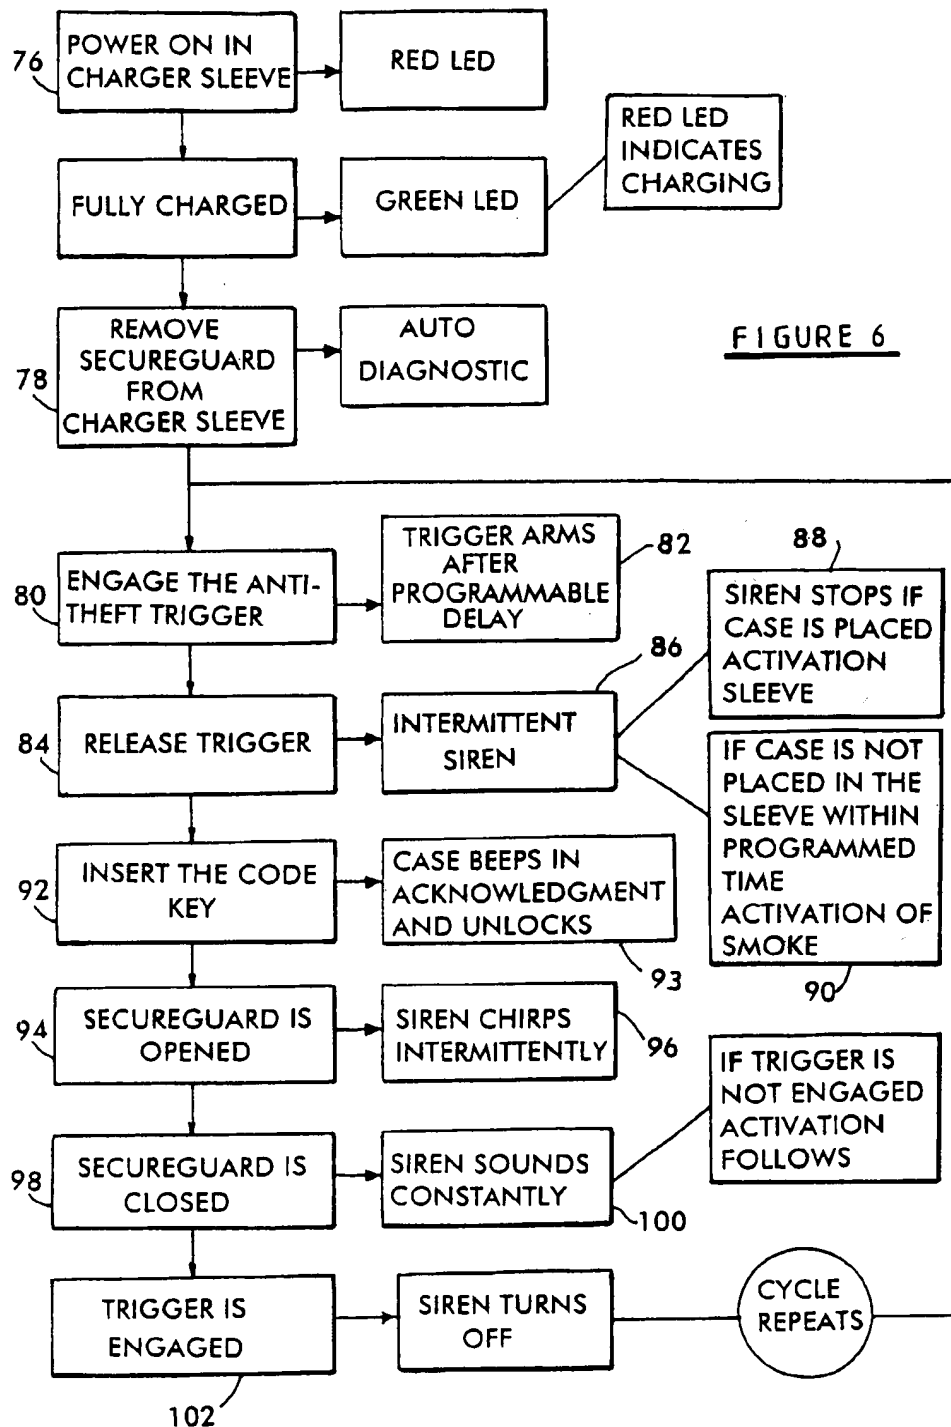 76
POWER ON IN
CHARGER SLEEVE
RED LED
FULLY CHARGED
GREEN LED
RED LED
INDICATES
CHARGING
78
REMOVE
SECUREGUARD
FROM
CHARGER SLEEVE
AUTO
DIAGNOSTIC
FIGURE 6
80
ENGAGE THE ANTI-
THEFT TRIGGER
TRIGGER ARMS
AFTER
PROGRAMMABLE
DELAY
82
88
SIREN STOPS IF
CASE IS PLACED
ACTIVATION
SLEEVE
84
RELEASE TRIGGER
86
INTERMITTENT
SIREN
IF CASE IS NOT
PLACED IN THE
SLEEVE WITHIN
PROGRAMMED
TIME
ACTIVATION OF
SMOKE
90
92
INSERT THE CODE
KEY
CASE BEEPS IN
ACKNOWLEDGMENT
AND UNLOCKS
93
94
SECUREGUARD IS
OPENED
SIREN CHIRPS
INTERMITTENTLY
96
98
SECUREGUARD IS
CLOSED
SIREN SOUNDS
CONSTANTLY
100
IF TRIGGER IS
NOT ENGAGED
ACTIVATION
FOLLOWS
TRIGGER IS
ENGAGED
102
SIREN TURNS
OFF
CYCLE
REPEATS